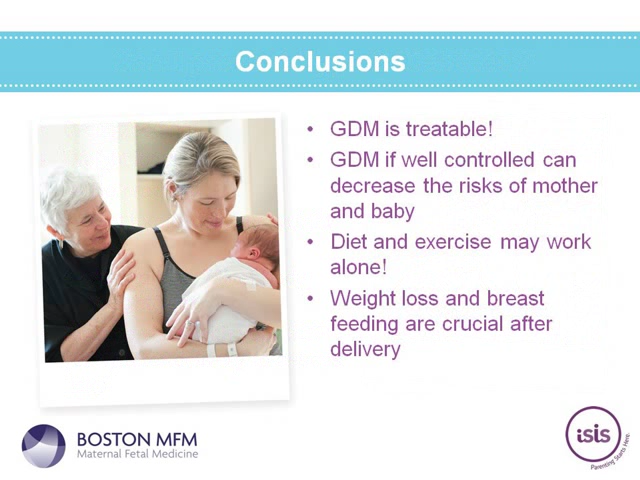 Conclusions
• GDM is treatable!
• GDM if well controlled can
decrease the risks of mother
and baby
• Diet and exercise may work
alone!
• Weight loss and breast
feeding are crucial after
delivery
BOSTON MFM
Maternal Fetal Medicine
isis
Parenting Starts Here.